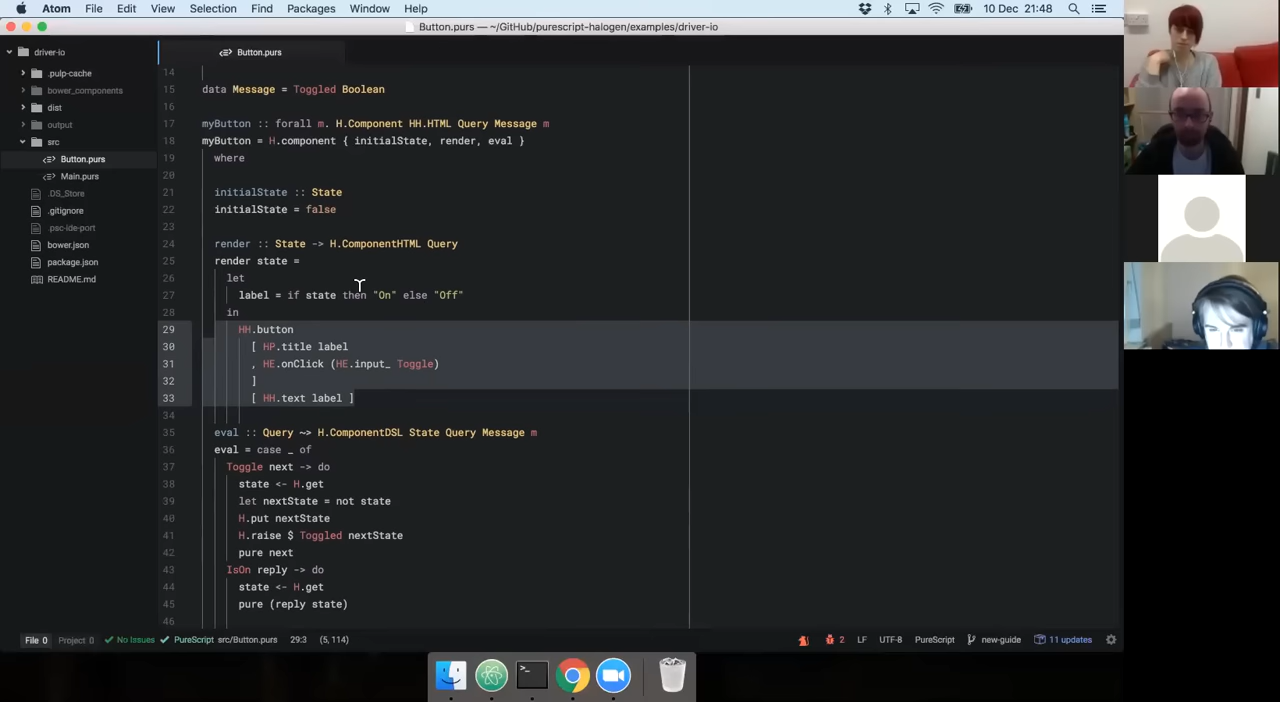 Atom File Edit View Selection Find Packages Window Help 10 Dec 21:48
Button.purs — ~/GitHub/purescript-halogen/examples/driver-io
driver-io
.pulp-cache
bower_components
dist
output
src
Button.purs
Main.purs
.DS_Store
.gitignore
.psc-ide-port
bower.json
package.json
README.md
Button.purs
14
15 data Message = Toggled Boolean
16
17 myButton :: forall m. H.Component HH.HTML Query Message m
18 myButton = H.component { initialState, render, eval }
19 where
20
21 initialState :: State
22 initialState = false
23
24 render :: State -> H.ComponentHTML Query
25 render state =
26 let
27 label = if state then "On" else "Off"
28 in
29 HH.button
30 [ HP.title label
31 , HE.onClick (HE.input_ Toggle)
32 ]
33 [ HH.text label ]
34
35 eval :: Query ~> H.ComponentDSL State Query Message m
36 eval = case _ of
37 Toggle next -> do
38 state <- H.get
39 let nextState = not state
40 H.put nextState
41 H.raise $ Toggled nextState
42 pure next
43 IsOn reply -> do
44 state <- H.get
45 pure (reply state)
46
File 0 Project 0 No Issues PureScript src/Button.purs 29:3 (5, 114) 2 LF UTF-8 PureScript new-guide 11 updates